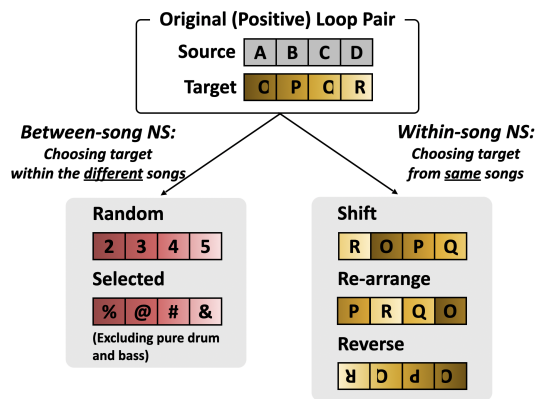 Original (Positive) Loop Pair
Source A B C D
Target O P Q R
Between-song NS:
Choosing target
within the different songs
Random
2 3 4 5
Selected
% @ # &
(Excluding pure drum
and bass)
Within-song NS:
Choosing target
from same songs
Shift
R O P Q
Re-arrange
P R Q O
Reverse
R Q P O